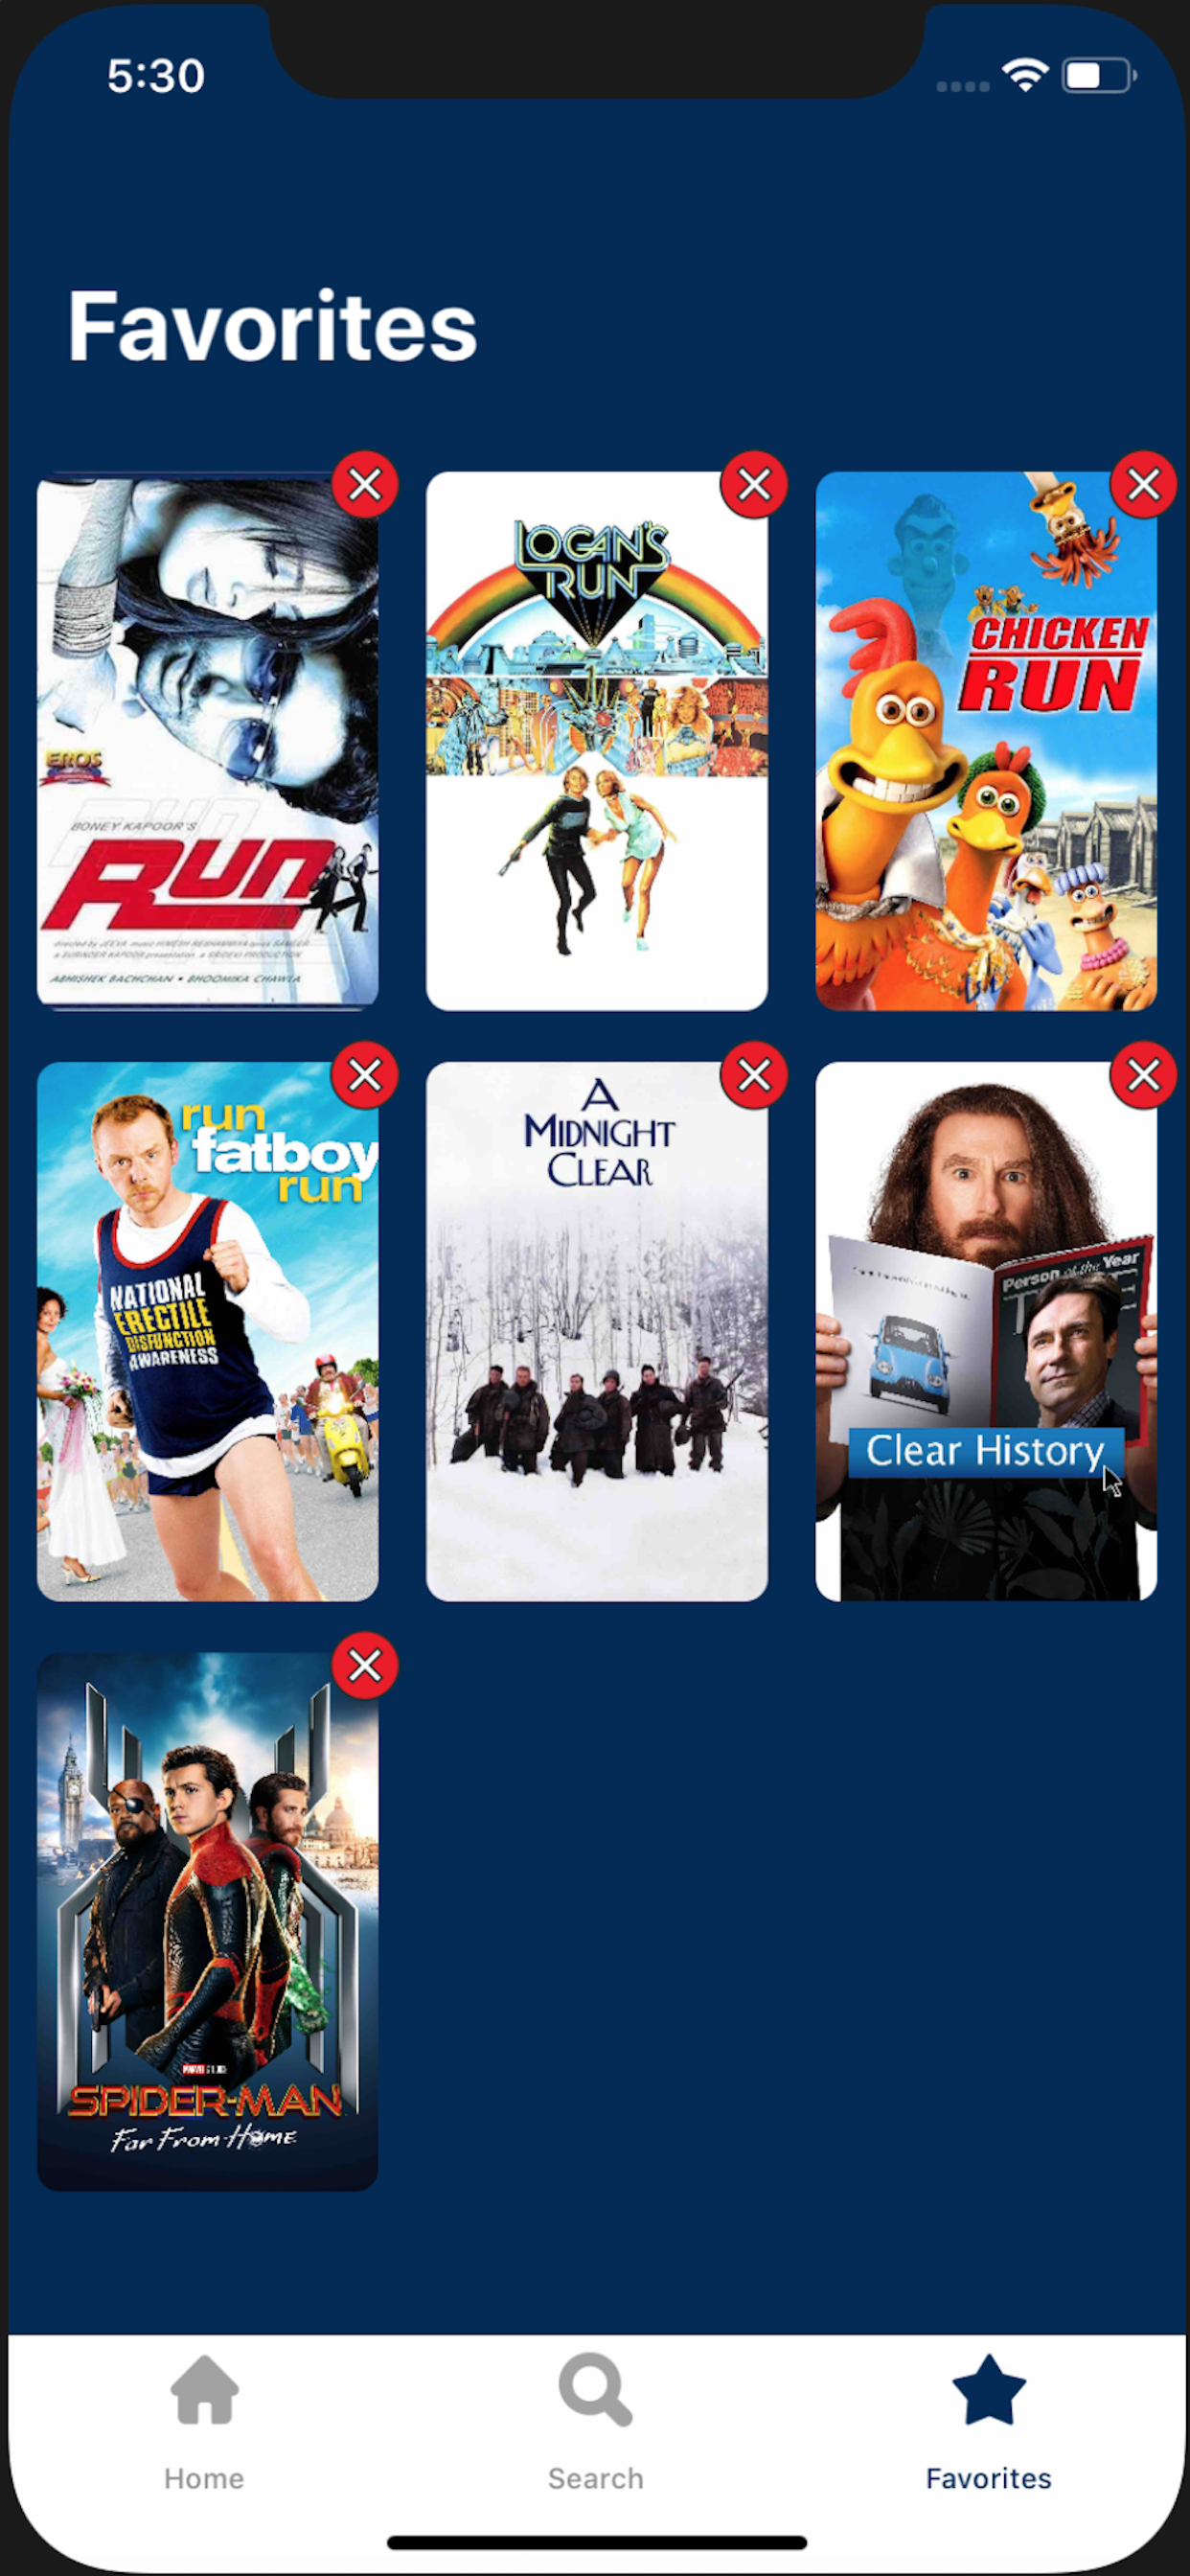 5:30
Favorites
EROS
BONEY KAPOOR'S
RUN
ABHISHEK BACHCHAN • BHOOMIKA CHAWLA
LOGAN'S
RUN
CHICKEN
RUN
run
fatboy
run
NATIONAL
ERECTILE
DISFUNCTION
AWARENESS
A
MIDNIGHT
CLEAR
Person of the Year
Clear History
MARVEL STUDIOS
SPIDER-MAN
Far From Home
Home
Search
Favorites